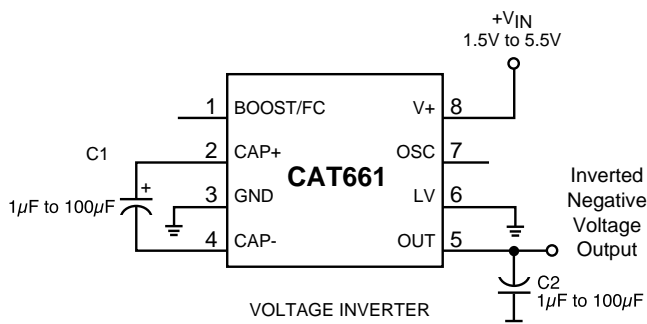 +VIN
1.5V to 5.5V
1 BOOST/FC V+ 8
C1
2 CAP+ OSC 7
CAT661
+
1µF to 100µF
3 GND LV 6
4 CAP- OUT 5
Inverted
Negative
Voltage
Output
C2
1µF to 100µF
VOLTAGE INVERTER